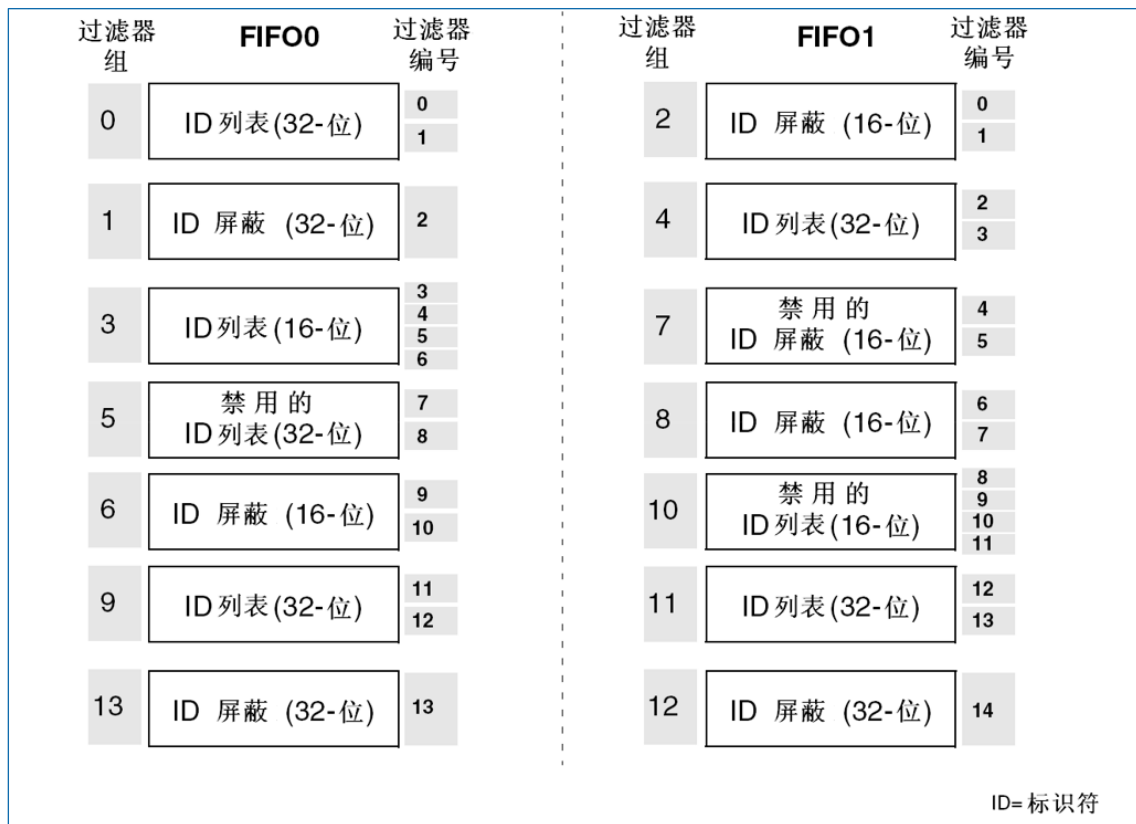 过滤器
组
FIFO0
过滤器
编号
0
ID列表(32-位)
0
1
1
ID 屏蔽 (32-位)
2
3
ID列表(16-位)
3
4
5
6
5
禁用的
ID列表(32-位)
7
8
6
ID 屏蔽 (16-位)
9
10
9
ID列表(32-位)
11
12
13
ID 屏蔽 (32-位)
13
过滤器
组
FIFO1
过滤器
编号
2
ID 屏蔽 (16-位)
0
1
4
ID列表(32-位)
2
3
7
禁用的
ID 屏蔽 (16-位)
4
5
8
ID 屏蔽 (16-位)
6
7
10
禁用的
ID列表(16-位)
8
9
10
11
11
ID列表(32-位)
12
13
12
ID 屏蔽 (32-位)
14
ID=标识符